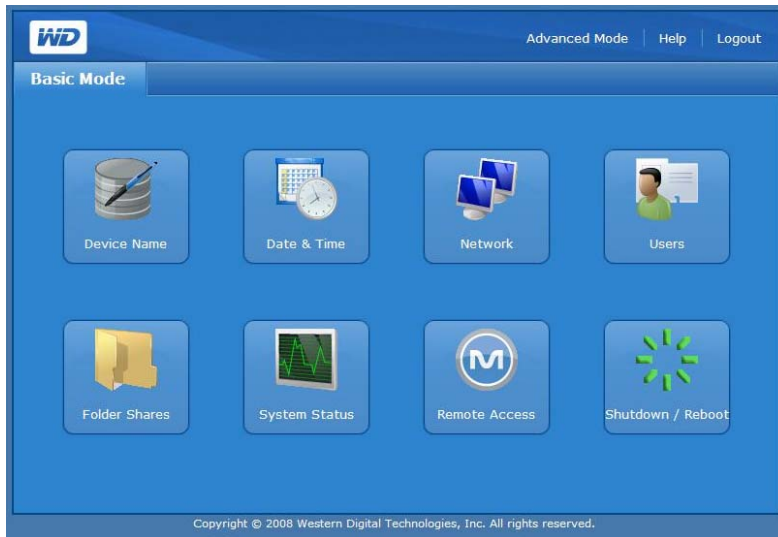 WD
Advanced Mode Help Logout
Basic Mode
Device Name Date & Time Network Users
M
Folder Shares System Status Remote Access Shutdown / Reboot
Copyright © 2008 Western Digital Technologies, Inc. All rights reserved.